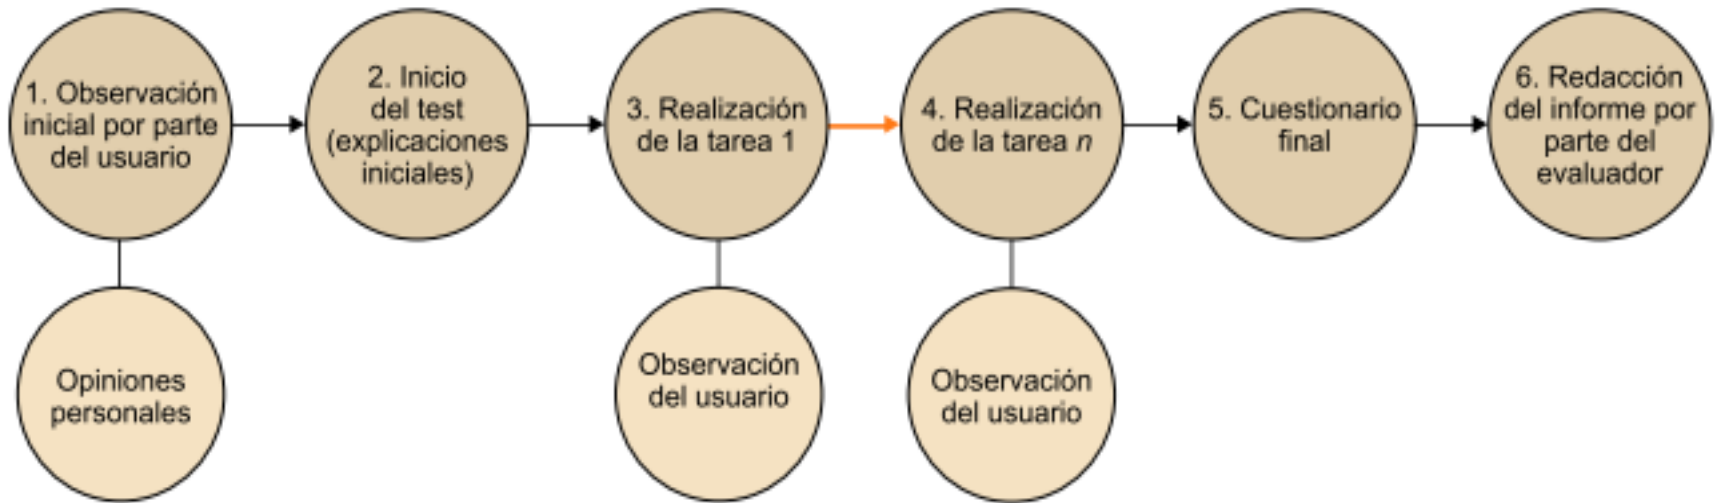 1. Observación
inicial por parte
del usuario
2. Inicio
del test
(explicaciones
iniciales)
3. Realización
de la tarea 1
4. Realización
de la tarea n
5. Cuestionario
final
6. Redacción
del informe por
parte del
evaluador
Opiniones
personales
Observación
del usuario
Observación
del usuario